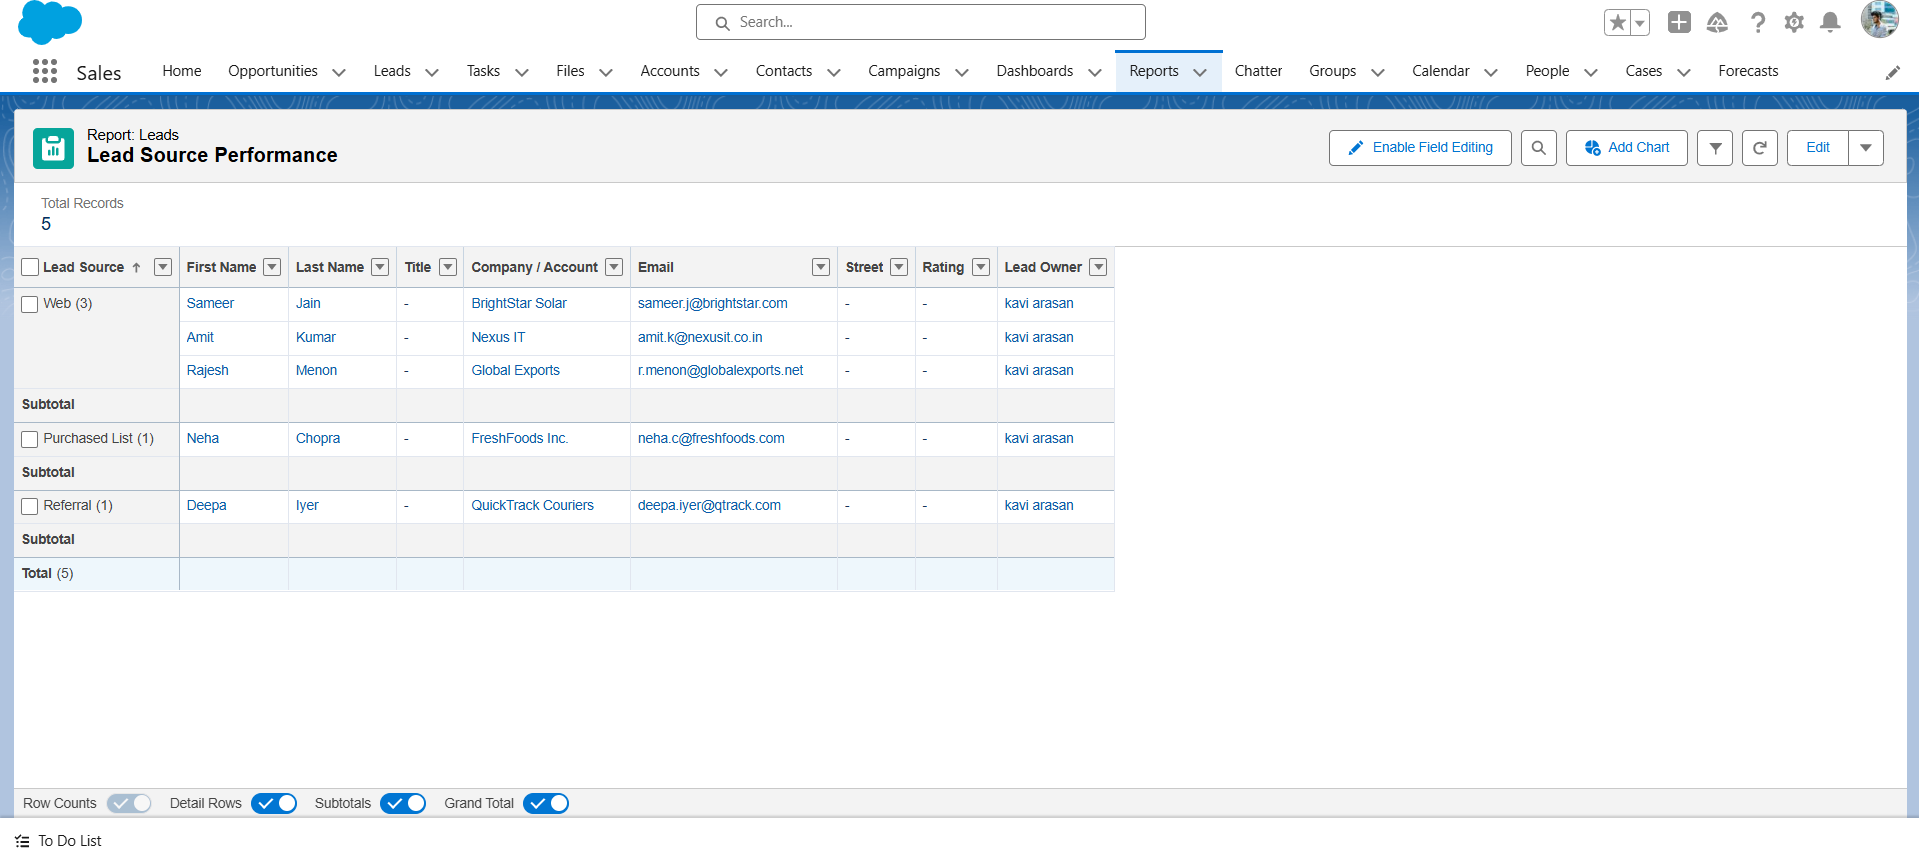 Search...
Sales Home Opportunities Leads Tasks Files Accounts Contacts Campaigns Dashboards Reports Chatter Groups Calendar People Cases Forecasts
Report: Leads
Lead Source Performance
Enable Field Editing Add Chart Edit
Total Records
5
Lead Source ↑ First Name Last Name Title Company / Account Email Street Rating Lead Owner
Web (3) Sameer Jain - BrightStar Solar sameer.j@brightstar.com - - kavi arasan
Amit Kumar - Nexus IT amit.k@nexusit.co.in - - kavi arasan
Rajesh Menon - Global Exports r.menon@globalexports.net - - kavi arasan
Subtotal
Purchased List (1) Neha Chopra - FreshFoods Inc. neha.c@freshfoods.com - - kavi arasan
Subtotal
Referral (1) Deepa Iyer - QuickTrack Couriers deepa.iyer@qtrack.com - - kavi arasan
Subtotal
Total (5)
Row Counts Detail Rows Subtotals Grand Total
To Do List